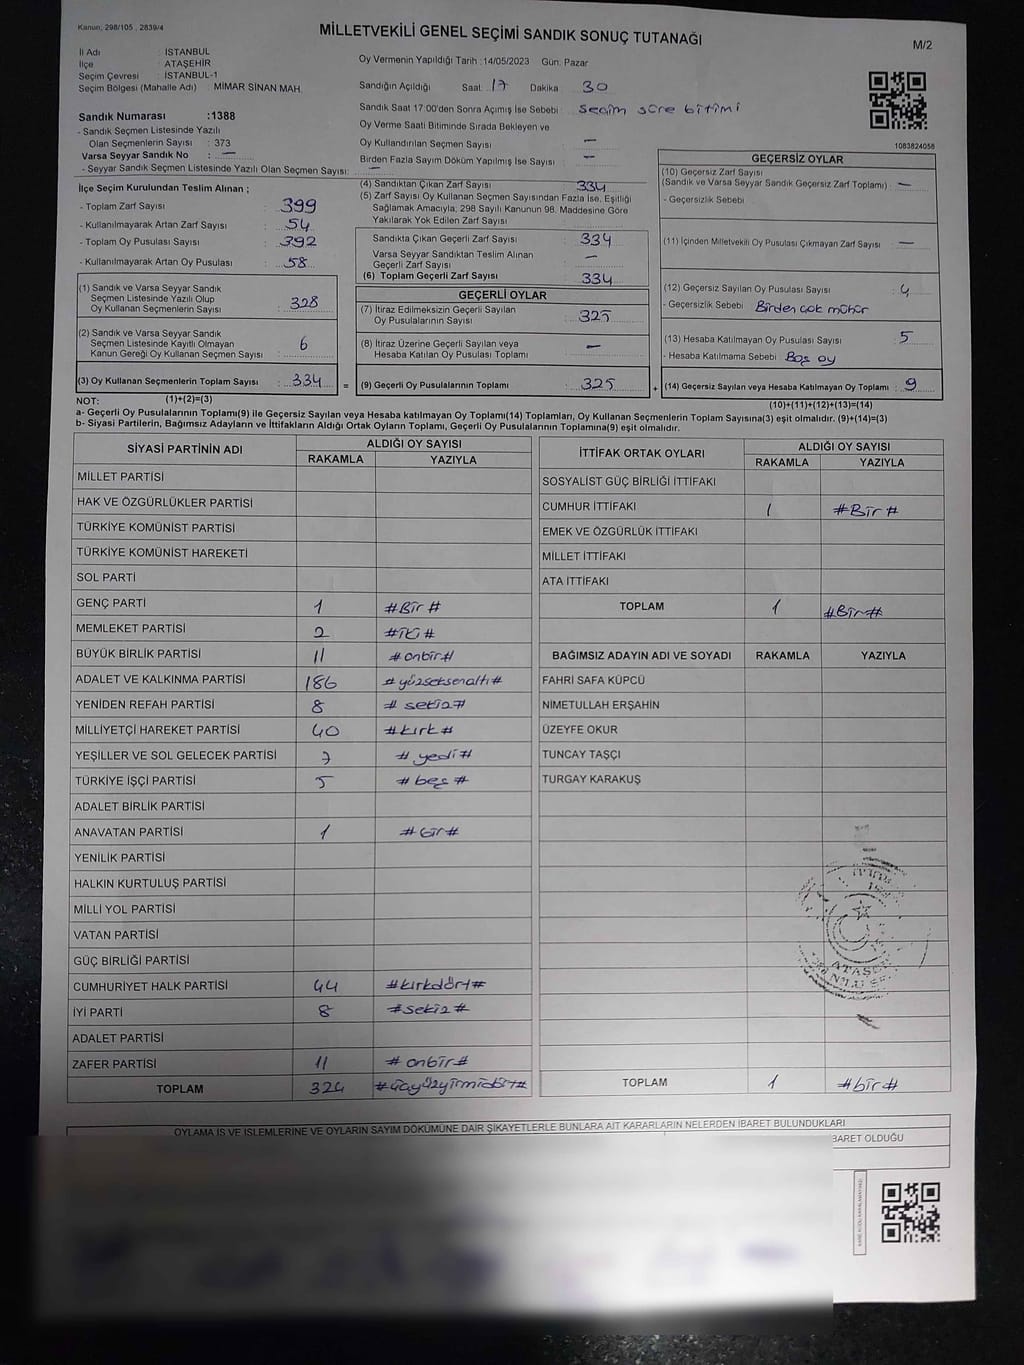 Kanun; 298/105 , 2839/4
MİLLETVEKİLİ GENEL SEÇİMİ SANDIK SONUÇ TUTANAĞI
M/2
İl Adı : İSTANBUL
İlçe : ATAŞEHİR
Seçim Çevresi : İSTANBUL-1
Seçim Bölgesi (Mahalle Adı) : MİMAR SİNAN MAH.
Sandık Numarası :1388
- Sandık Seçmen Listesinde Yazılı
Olan Seçmenlerin Sayısı : 373
Varsa Seyyar Sandık No : —
- Seyyar Sandık Seçmen Listesinde Yazılı Olan Seçmen Sayısı: —
Oy Vermenin Yapıldığı Tarih :14/05/2023 Gün: Pazar
Sandığın Açıldığı Saat: 17 Dakika 30
Sandık Saat 17:00'den Sonra Açımış İse Sebebi : Seçim süre bitimi
Oy Verme Saati Bitiminde Sırada Bekleyen ve
Oy Kullandırılan Seçmen Sayısı : —
Birden Fazla Sayım Döküm Yapılmış İse Sayısı : —
1083824056
İlçe Seçim Kurulundan Teslim Alınan ;
- Toplam Zarf Sayısı : 399
- Kullanılmayarak Artan Zarf Sayısı : 54
- Toplam Oy Pusulası Sayısı : 392
- Kullanılmayarak Artan Oy Pusulası : 58
(1) Sandık ve Varsa Seyyar Sandık
Seçmen Listesinde Yazılı Olup
Oy Kullanan Seçmenlerin Sayısı : 328
(2) Sandık ve Varsa Seyyar Sandık
Seçmen Listesinde Kayıtlı Olmayan
Kanun Gereği Oy Kullanan Seçmen Sayısı : 6
(3) Oy Kullanan Seçmenlerin Toplam Sayısı : 334
(1)+(2)=(3)
(4) Sandıktan Çıkan Zarf Sayısı : 334
(5) Zarf Sayısı Oy Kullanan Seçmen Sayısından Fazla İse, Eşitliği
Sağlamak Amacıyla; 298 Sayılı Kanunun 98. Maddesine Göre
Yakılarak Yok Edilen Zarf Sayısı :
Sandıkta Çıkan Geçerli Zarf Sayısı : 334
Varsa Seyyar Sandıktan Teslim Alınan
Geçerli Zarf Sayısı : —
(6) Toplam Geçerli Zarf Sayısı : 334
GEÇERLİ OYLAR
(7) İtiraz Edilmeksizin Geçerli Sayılan
Oy Pusulalarının Sayısı : 325
(8) İtiraz Üzerine Geçerli Sayılan veya
Hesaba Katılan Oy Pusulası Toplamı : —
= (9) Geçerli Oy Pusulalarının Toplamı : 325
GEÇERSİZ OYLAR
(10) Geçersiz Zarf Sayısı
(Sandık ve Varsa Seyyar Sandık Geçersiz Zarf Toplamı) : —
- Geçersizlik Sebebi
(11) İçinden Milletvekili Oy Pusulası Çıkmayan Zarf Sayısı : —
(12) Geçersiz Sayılan Oy Pusulası Sayısı : 4
- Geçersizlik Sebebi : Birden çok mühür
(13) Hesaba Katılmayan Oy Pusulası Sayısı : 5
- Hesaba Katılmama Sebebi : Boş oy
+ (14) Geçersiz Sayılan veya Hesaba Katılmayan Oy Toplamı : 9
(10)+(11)+(12)+(13)=(14)
NOT:
a- Geçerli Oy Pusulalarının Toplamı(9) ile Geçersiz Sayılan veya Hesaba katılmayan Oy Toplamı(14) Toplamları, Oy Kullanan Seçmenlerin Toplam Sayısına(3) eşit olmalıdır. (9)+(14)=(3)
b- Siyasi Partilerin, Bağımsız Adayların ve İttifakların Aldığı Ortak Oyların Toplamı, Geçerli Oy Pusulalarının Toplamına(9) eşit olmalıdır.
SİYASİ PARTİNİN ADI ALDIĞI OY SAYISI
RAKAMLA YAZIYLA
MİLLET PARTİSİ
HAK VE ÖZGÜRLÜKLER PARTİSİ
TÜRKİYE KOMÜNİST PARTİSİ
TÜRKİYE KOMÜNİST HAREKETİ
SOL PARTİ
GENÇ PARTİ 1 #Bir#
MEMLEKET PARTİSİ 2 #iki#
BÜYÜK BİRLİK PARTİSİ 11 #onbir#
ADALET VE KALKINMA PARTİSİ 186 #yüzseksenaltı#
YENİDEN REFAH PARTİSİ 8 #sekiz#
MİLLİYETÇİ HAREKET PARTİSİ 40 #kırk#
YEŞİLLER VE SOL GELECEK PARTİSİ 7 #yedi#
TÜRKİYE İŞÇİ PARTİSİ 5 #beş#
ADALET BİRLİK PARTİSİ
ANAVATAN PARTİSİ 1 #bir#
YENİLİK PARTİSİ
HALKIN KURTULUŞ PARTİSİ
MİLLİ YOL PARTİSİ
VATAN PARTİSİ
GÜÇ BİRLİĞİ PARTİSİ
CUMHURİYET HALK PARTİSİ 44 #kırkdört#
İYİ PARTİ 8 #sekiz#
ADALET PARTİSİ
ZAFER PARTİSİ 11 #onbir#
TOPLAM 324 #üçyüzyirmidört#
İTTİFAK ORTAK OYLARI ALDIĞI OY SAYISI
RAKAMLA YAZIYLA
SOSYALİST GÜÇ BİRLİĞİ İTTİFAKI
CUMHUR İTTİFAKI 1 #Bir#
EMEK VE ÖZGÜRLÜK İTTİFAKI
MİLLET İTTİFAKI
ATA İTTİFAKI
TOPLAM 1 #Bir#
BAĞIMSIZ ADAYIN ADI VE SOYADI RAKAMLA YAZIYLA
FAHRİ SAFA KÜPCÜ
NİMETULLAH ERŞAHİN
ÜZEYFE OKUR
TUNCAY TAŞÇI
TURGAY KARAKUŞ
TOPLAM 1 #bir#
OYLAMA İŞ VE İŞLEMLERİNE VE OYLARIN SAYIM DÖKÜMÜNE DAİR ŞİKAYETLERLE BUNLARA AİT KARARLARIN NELERDEN İBARET BULUNDUKLARI
BARET OLDUĞU